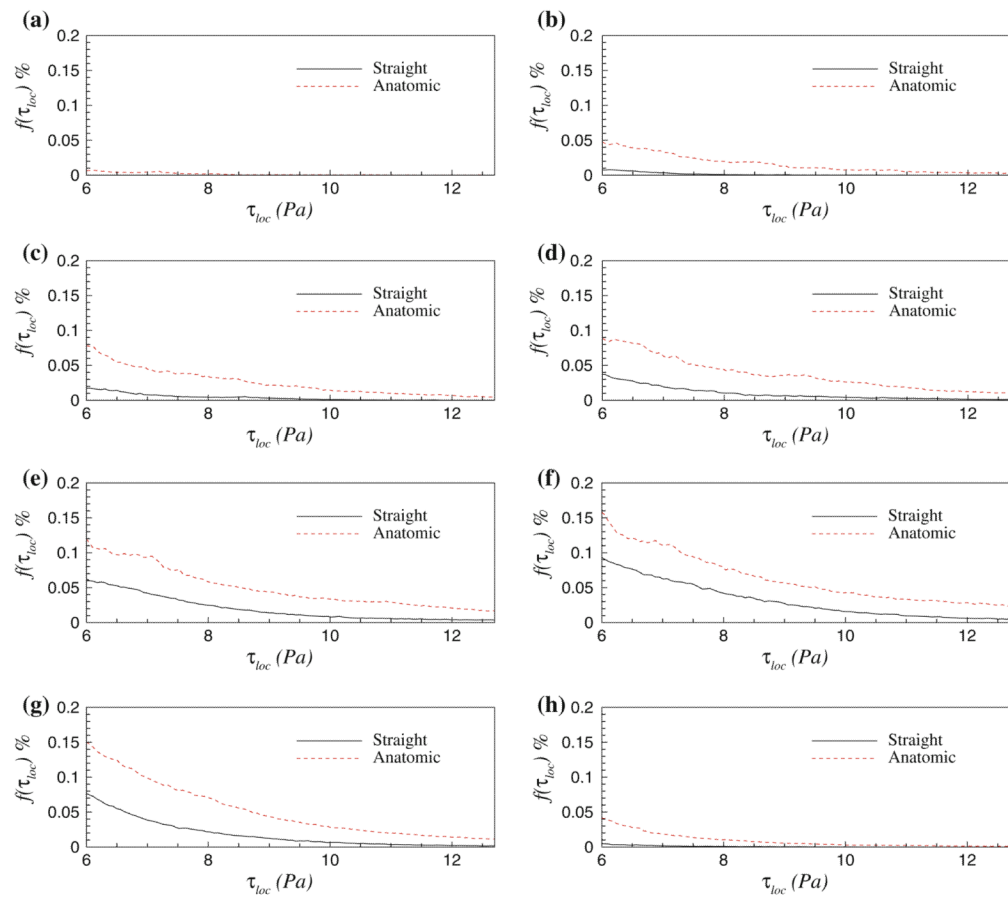 (a)
0.2
0.15
0.1
0.05
0
f(τloc) %
Straight
Anatomic
6 8 10 12
τloc (Pa)
(b)
0.2
0.15
0.1
0.05
0
f(τloc) %
Straight
Anatomic
6 8 10 12
τloc (Pa)
(c)
0.2
0.15
0.1
0.05
0
f(τloc) %
Straight
Anatomic
6 8 10 12
τloc (Pa)
(d)
0.2
0.15
0.1
0.05
0
f(τloc) %
Straight
Anatomic
6 8 10 12
τloc (Pa)
(e)
0.2
0.15
0.1
0.05
0
f(τloc) %
Straight
Anatomic
6 8 10 12
τloc (Pa)
(f)
0.2
0.15
0.1
0.05
0
f(τloc) %
Straight
Anatomic
6 8 10 12
τloc (Pa)
(g)
0.2
0.15
0.1
0.05
0
f(τloc) %
Straight
Anatomic
6 8 10 12
τloc (Pa)
(h)
0.2
0.15
0.1
0.05
0
f(τloc) %
Straight
Anatomic
6 8 10 12
τloc (Pa)